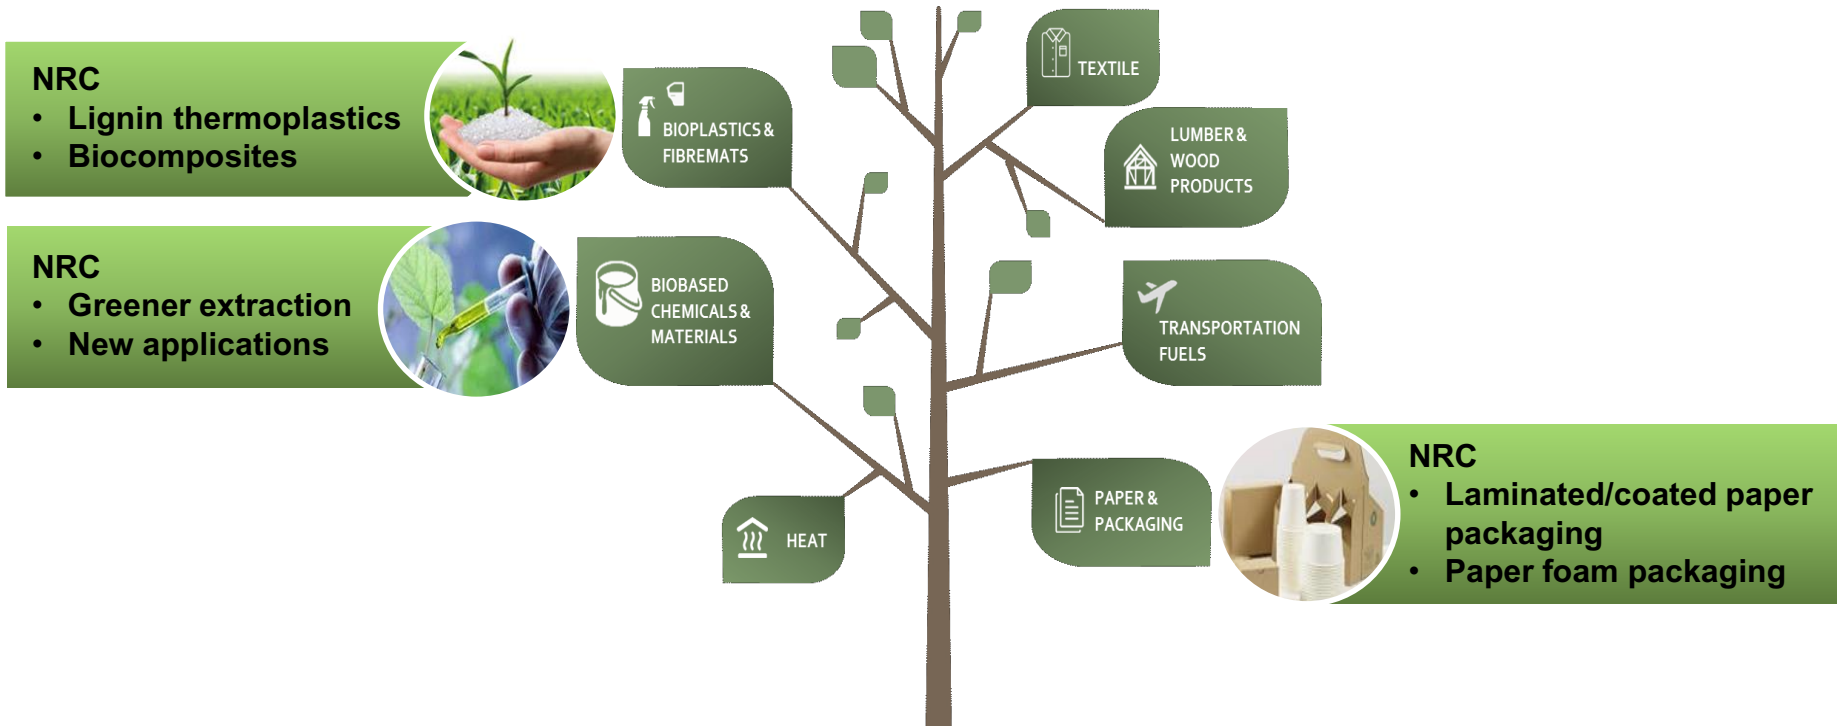 NRC
• Lignin thermoplastics
• Biocomposites
NRC
• Greener extraction
• New applications
BIOPLASTICS &
FIBREMATS
BIOBASED
CHEMICALS &
MATERIALS
HEAT
TEXTILE
LUMBER &
WOOD
PRODUCTS
TRANSPORTATION
FUELS
PAPER &
PACKAGING
NRC
• Laminated/coated paper
packaging
• Paper foam packaging